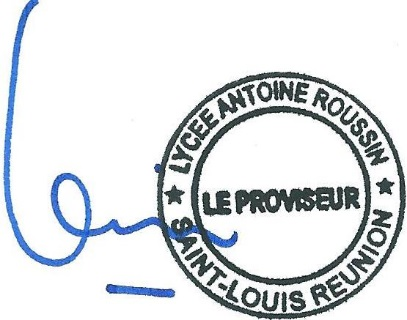 LYCEE ANTOINE ROUSSIN
LE PROVISEUR
★ SAINT-LOUIS REUNION ★